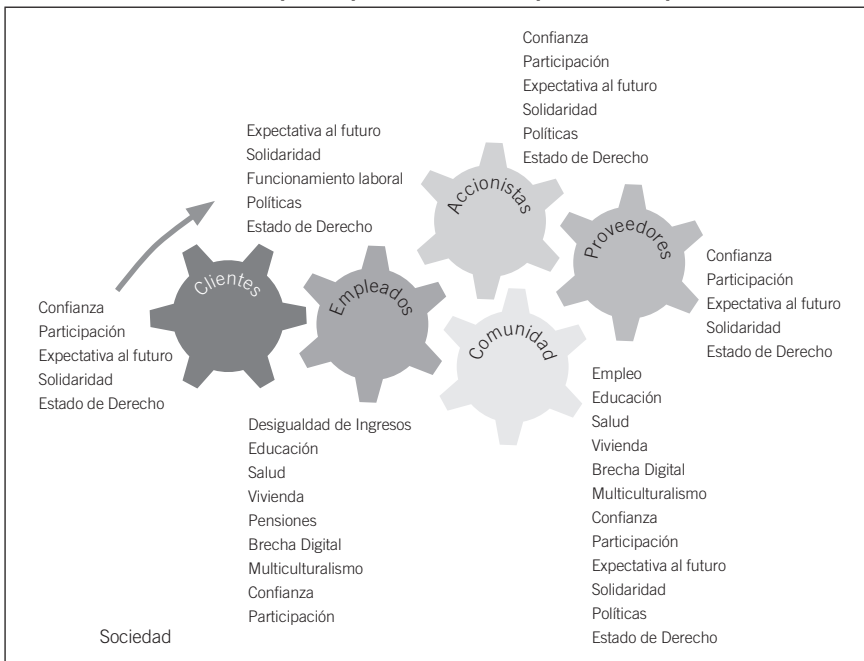 Confianza
Participación
Expectativa al futuro
Solidaridad
Políticas
Estado de Derecho
Expectativa al futuro
Solidaridad
Funcionamiento laboral
Políticas
Estado de Derecho
Accionistas
Proveedores
Clientes
Empleados
Comunidad
Confianza
Participación
Expectativa al futuro
Solidaridad
Estado de Derecho
Confianza
Participación
Expectativa al futuro
Solidaridad
Estado de Derecho
Desigualdad de Ingresos
Educación
Salud
Vivienda
Pensiones
Brecha Digital
Multiculturalismo
Confianza
Participación
Empleo
Educación
Salud
Vivienda
Brecha Digital
Multiculturalismo
Confianza
Participación
Expectativa al futuro
Solidaridad
Políticas
Estado de Derecho
Sociedad